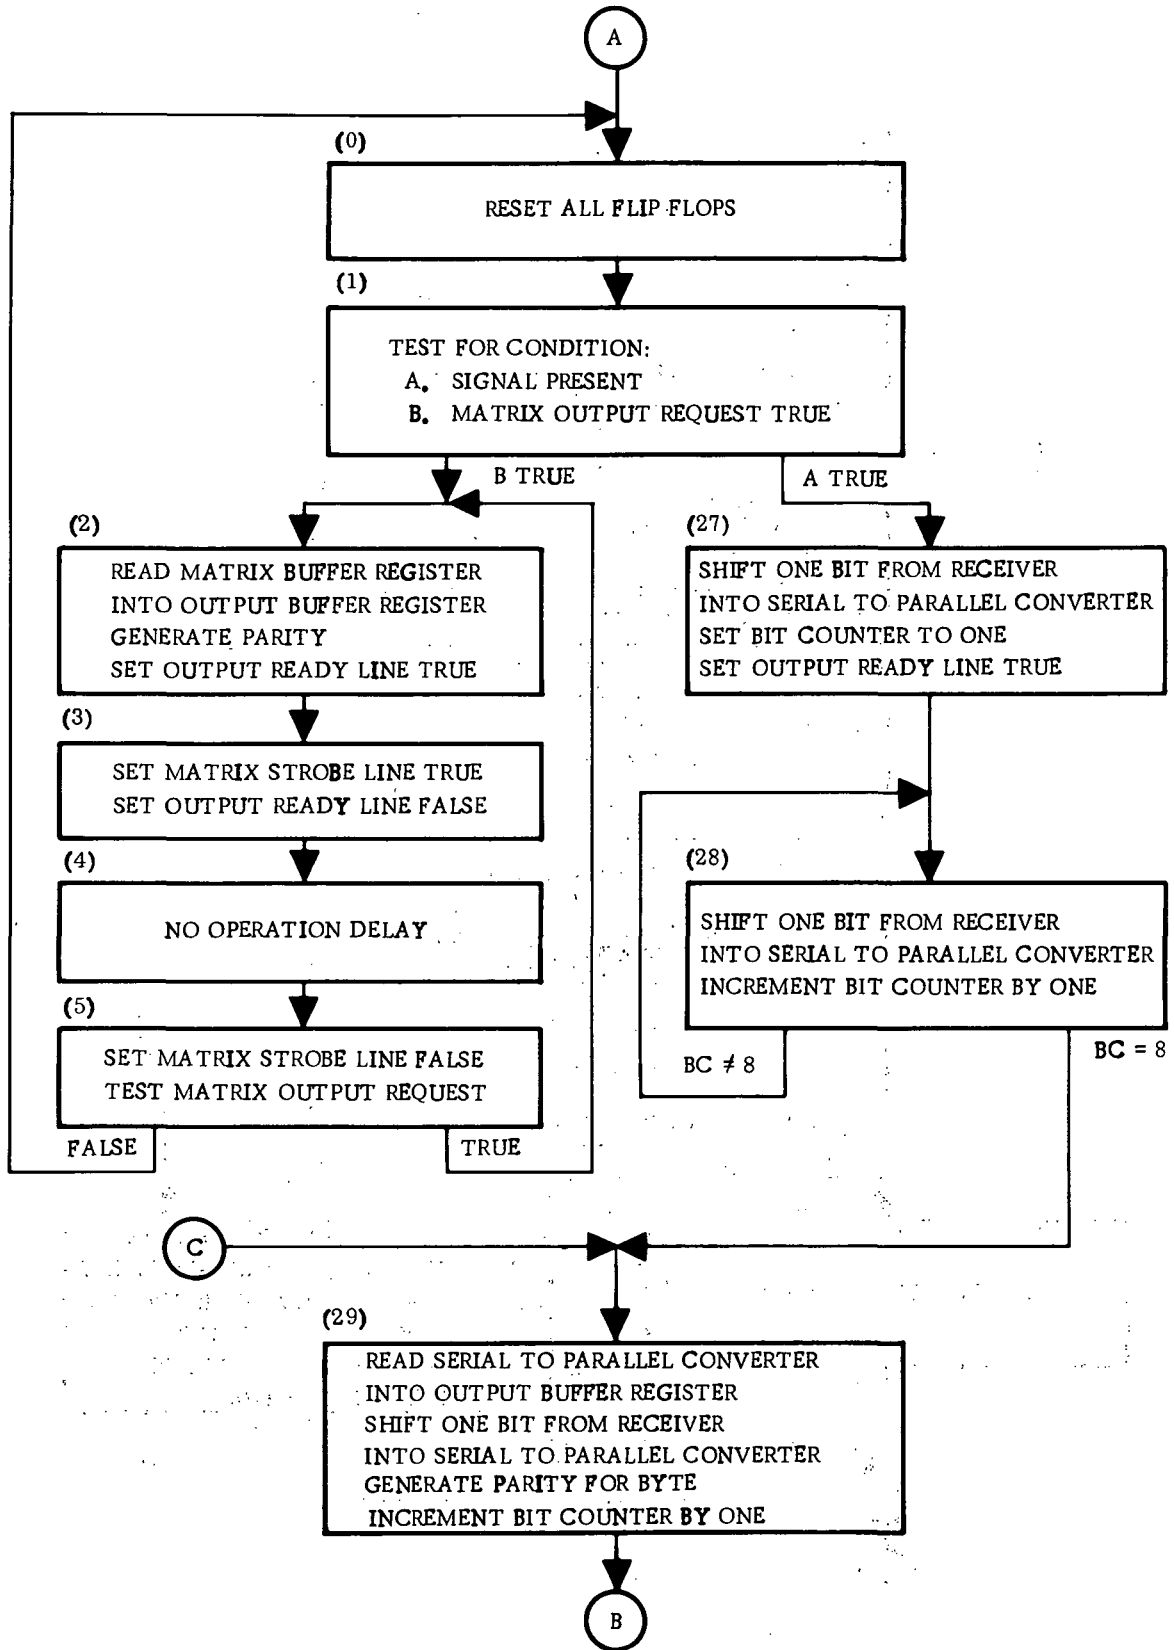 A
(0)
RESET ALL FLIP FLOPS
(1)
TEST FOR CONDITION:
A. SIGNAL PRESENT
B. MATRIX OUTPUT REQUEST TRUE
B TRUE
A TRUE
(2)
READ MATRIX BUFFER REGISTER
INTO OUTPUT BUFFER REGISTER
GENERATE PARITY
SET OUTPUT READY LINE TRUE
(27)
SHIFT ONE BIT FROM RECEIVER
INTO SERIAL TO PARALLEL CONVERTER
SET BIT COUNTER TO ONE
SET OUTPUT READY LINE TRUE
(3)
SET MATRIX STROBE LINE TRUE
SET OUTPUT READY LINE FALSE
(4)
NO OPERATION DELAY
(28)
SHIFT ONE BIT FROM RECEIVER
INTO SERIAL TO PARALLEL CONVERTER
INCREMENT BIT COUNTER BY ONE
(5)
SET MATRIX STROBE LINE FALSE
TEST MATRIX OUTPUT REQUEST
FALSE
TRUE
BC ≠ 8
BC = 8
C
(29)
READ SERIAL TO PARALLEL CONVERTER
INTO OUTPUT BUFFER REGISTER
SHIFT ONE BIT FROM RECEIVER
INTO SERIAL TO PARALLEL CONVERTER
GENERATE PARITY FOR BYTE
INCREMENT BIT COUNTER BY ONE
B